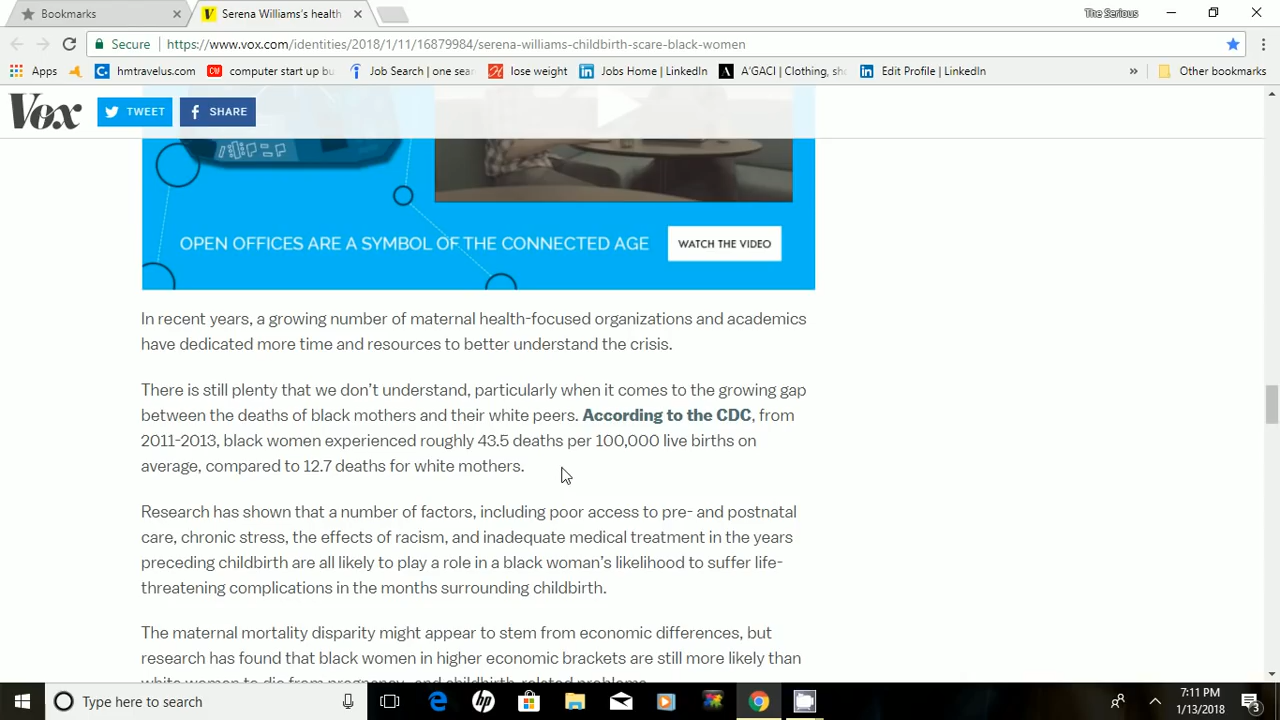 Bookmarks
Serena Williams's health
The Serious
Secure
https://www.vox.com/identities/2018/1/11/16879984/serena-williams-childbirth-scare-black-women
Apps
hmtravelus.com
computer start up bu
Job Search | one sea
lose weight
Jobs Home | LinkedIn
A'GACI | Clothing, sh
Edit Profile | LinkedIn
»
Other bookmarks
Vox
TWEET
SHARE
OPEN OFFICES ARE A SYMBOL OF THE CONNECTED AGE
WATCH THE VIDEO
In recent years, a growing number of maternal health-focused organizations and academics
have dedicated more time and resources to better understand the crisis.
There is still plenty that we don't understand, particularly when it comes to the growing gap
between the deaths of black mothers and their white peers. According to the CDC, from
2011-2013, black women experienced roughly 43.5 deaths per 100,000 live births on
average, compared to 12.7 deaths for white mothers.
Research has shown that a number of factors, including poor access to pre- and postnatal
care, chronic stress, the effects of racism, and inadequate medical treatment in the years
preceding childbirth are all likely to play a role in a black woman's likelihood to suffer life-
threatening complications in the months surrounding childbirth.
The maternal mortality disparity might appear to stem from economic differences, but
research has found that black women in higher economic brackets are still more likely than
white women to die from pregnancy- and childbirth-related problems.
Type here to search
7:11 PM
1/13/2018
3